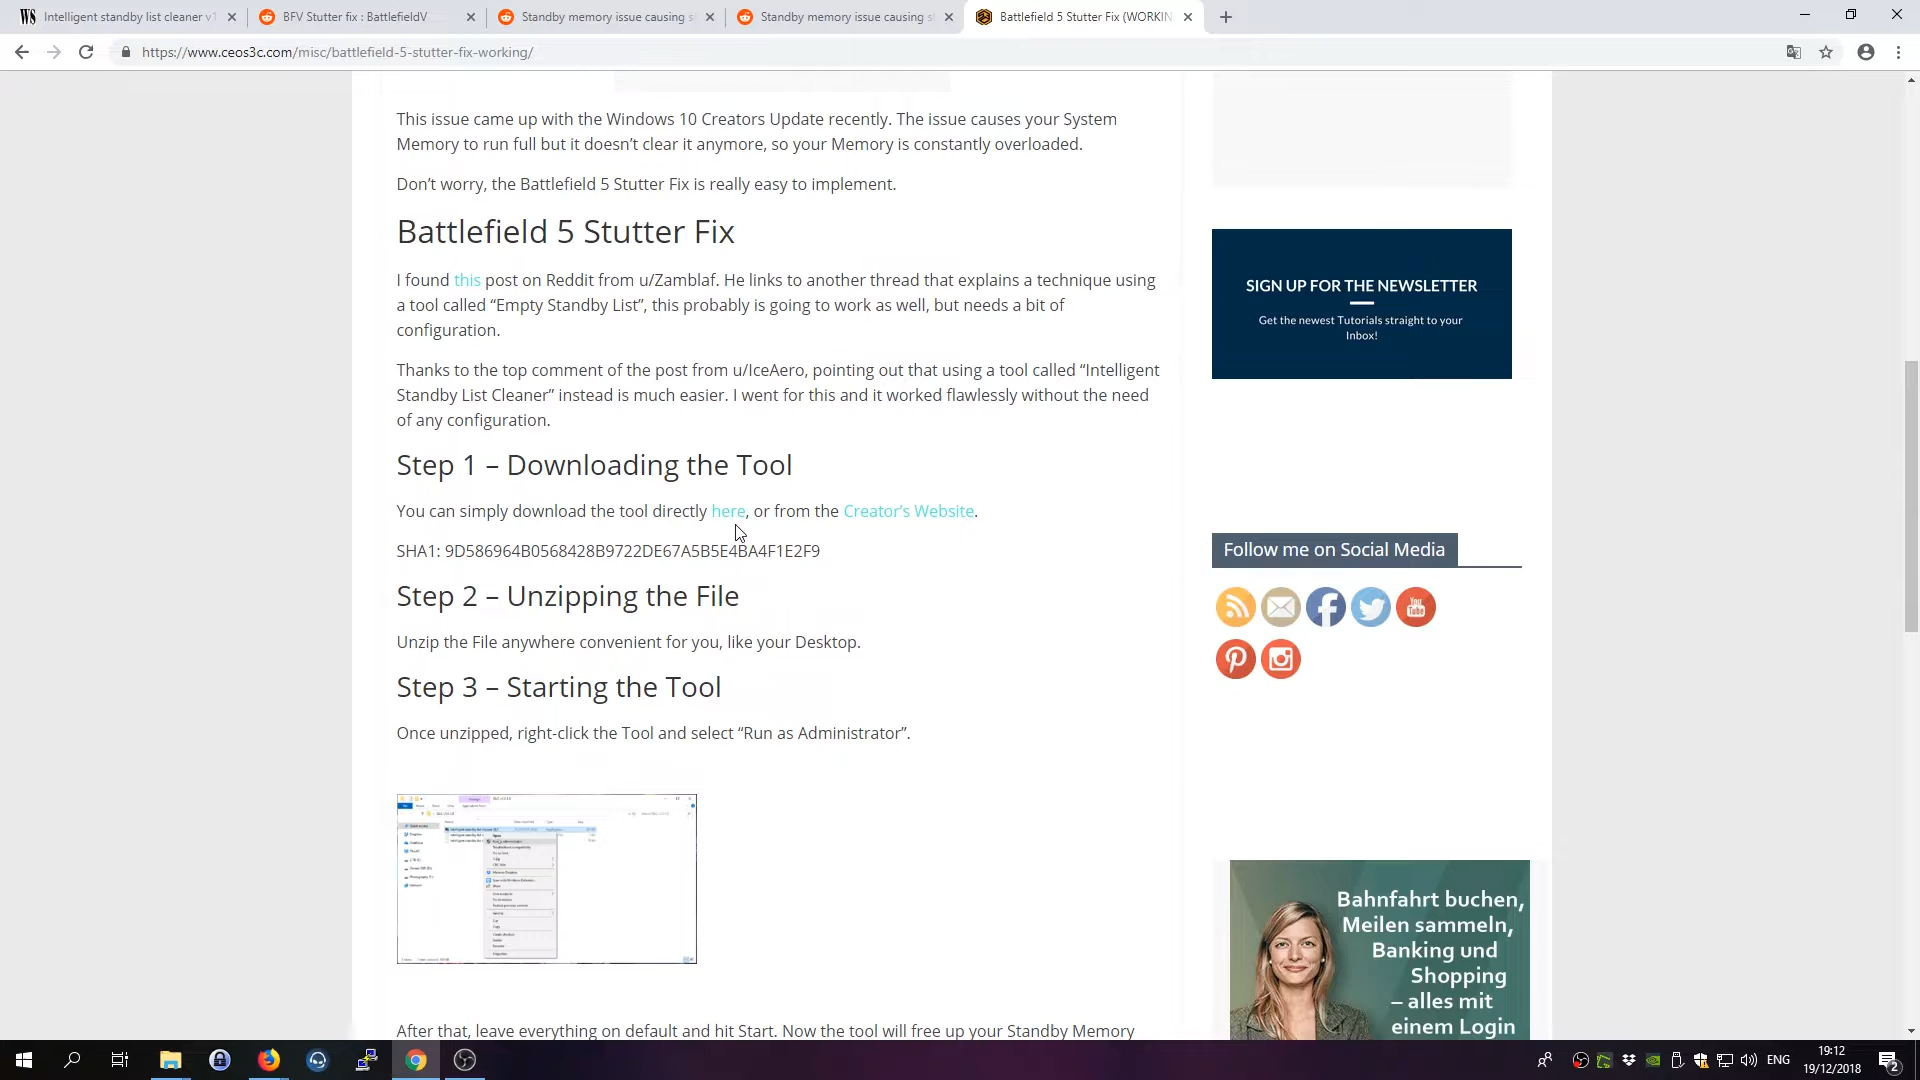 Intelligent standby list cleaner v1
BFV Stutter fix : BattlefieldV
Standby memory issue causing s
Standby memory issue causing s
Battlefield 5 Stutter Fix (WORKIN
https://www.ceos3c.com/misc/battlefield-5-stutter-fix-working/
This issue came up with the Windows 10 Creators Update recently. The issue causes your System
Memory to run full but it doesn’t clear it anymore, so your Memory is constantly overloaded.
Don’t worry, the Battlefield 5 Stutter Fix is really easy to implement.
Battlefield 5 Stutter Fix
I found this post on Reddit from u/Zamblaf. He links to another thread that explains a technique using
a tool called “Empty Standby List”, this probably is going to work as well, but needs a bit of
configuration.
Thanks to the top comment of the post from u/IceAero, pointing out that using a tool called “Intelligent
Standby List Cleaner” instead is much easier. I went for this and it worked flawlessly without the need
of any configuration.
Step 1 – Downloading the Tool
You can simply download the tool directly here, or from the Creator’s Website.
SHA1: 9D586964B0568428B9722DE67A5B5E4BA4F1E2F9
Step 2 – Unzipping the File
Unzip the File anywhere convenient for you, like your Desktop.
Step 3 – Starting the Tool
Once unzipped, right-click the Tool and select “Run as Administrator”.
After that, leave everything on default and hit Start. Now the tool will free up your Standby Memory
SIGN UP FOR THE NEWSLETTER
Get the newest Tutorials straight to your
Inbox!
Follow me on Social Media
You
Tube
Bahnfahrt buchen,
Meilen sammeln,
Banking und
Shopping
– alles mit
einem Login
ENG
19:12
19/12/2018
2